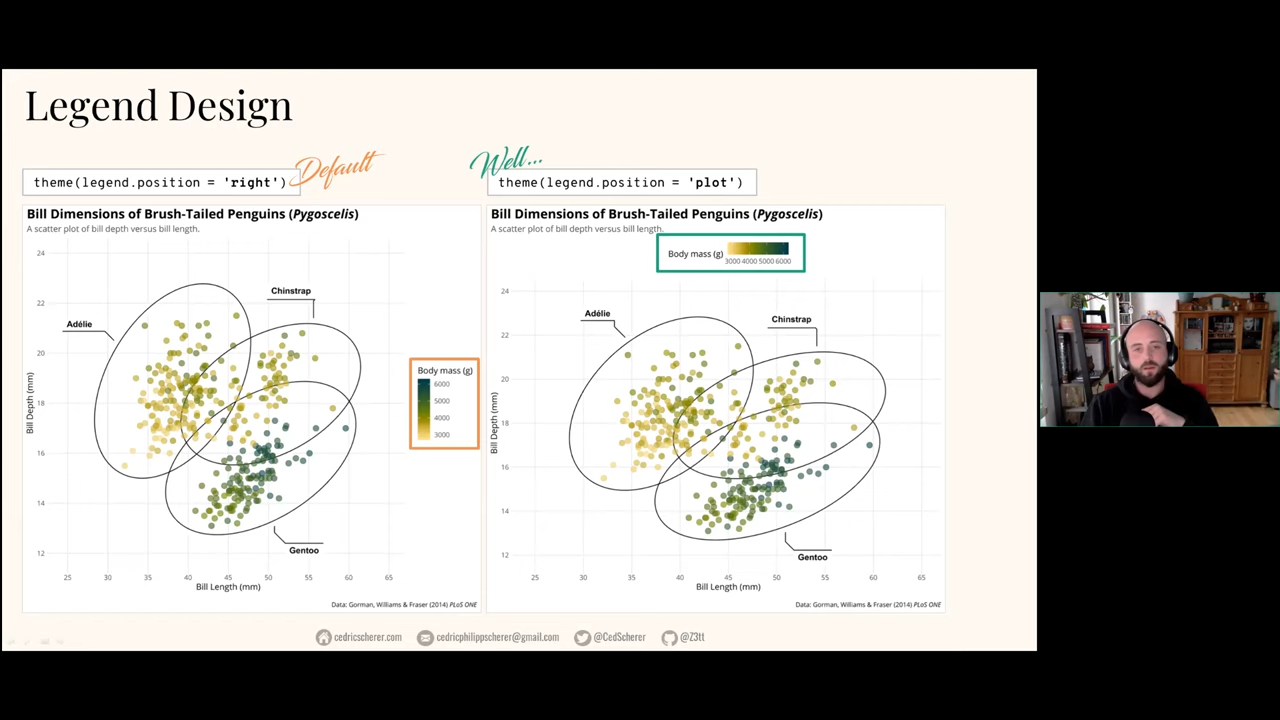 Legend Design
Default
theme(legend.position = 'right')
Bill Dimensions of Brush-Tailed Penguins (Pygoscelis)
A scatter plot of bill depth versus bill length.
24
22
20
18
16
14
12
Bill Depth (mm)
Adélie
Chinstrap
Gentoo
Body mass (g)
6000
5000
4000
3000
25 30 35 40 45 50 55 60 65
Bill Length (mm)
Data: Gorman, Williams & Fraser (2014) PLoS ONE
Well...
theme(legend.position = 'plot')
Bill Dimensions of Brush-Tailed Penguins (Pygoscelis)
A scatter plot of bill depth versus bill length.
Body mass (g)
3000 4000 5000 6000
24
22
20
18
16
14
12
Bill Depth (mm)
Adélie
Chinstrap
Gentoo
25 30 35 40 45 50 55 60 65
Bill Length (mm)
Data: Gorman, Williams & Fraser (2014) PLoS ONE
cedricscherer.com cedricphilippscherer@gmail.com @CedScherer @Z3tt